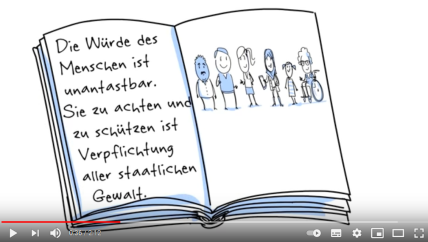 Die Würde des
Menschen ist
unantastbar.
Sie zu achten und
zu schützen ist
Verpflichtung
aller staatlichen
Gewalt.